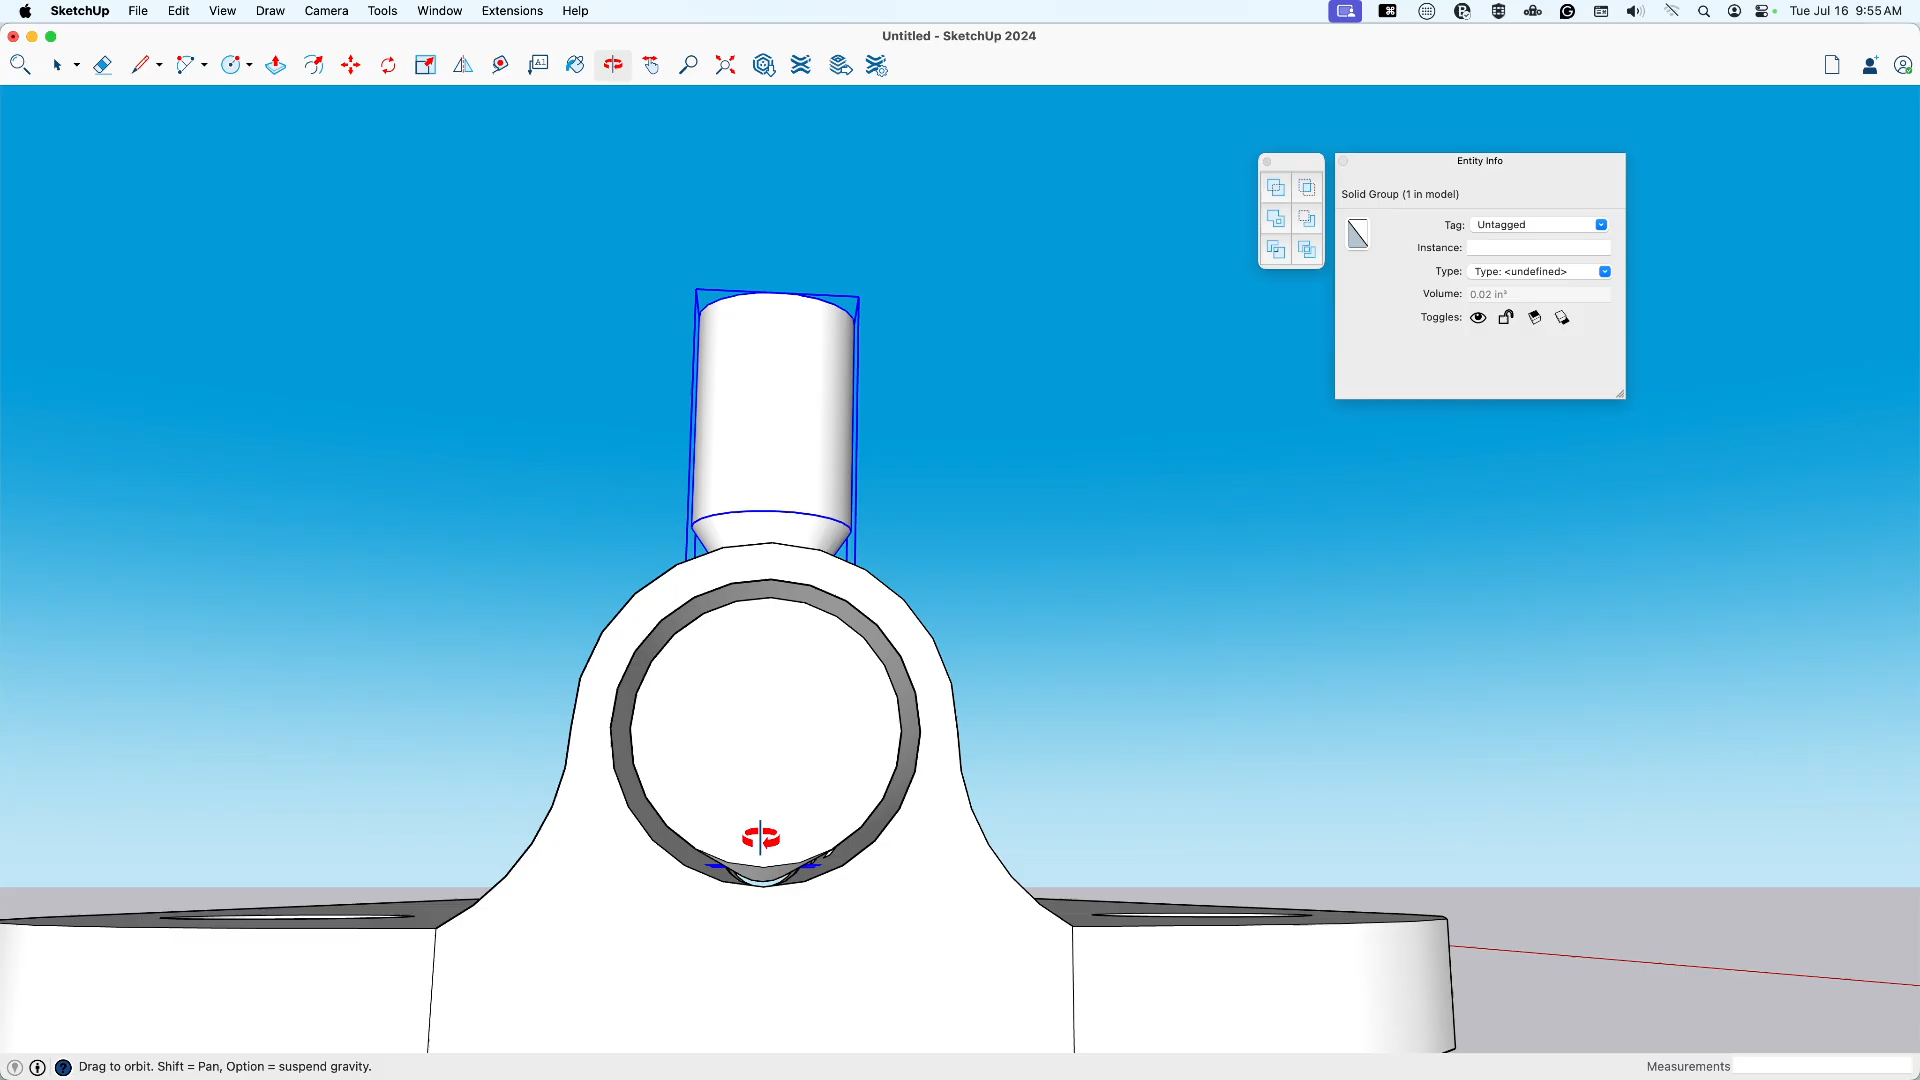 SketchUp File Edit View Draw Camera Tools Window Extensions Help
Tue Jul 16 9:55 AM
Untitled - SketchUp 2024
A1
Entity Info
Solid Group (1 in model)
Tag: Untagged
Instance:
Type: Type: <undefined>
Volume: 0.02 in³
Toggles:
Drag to orbit. Shift = Pan, Option = suspend gravity.
Measurements